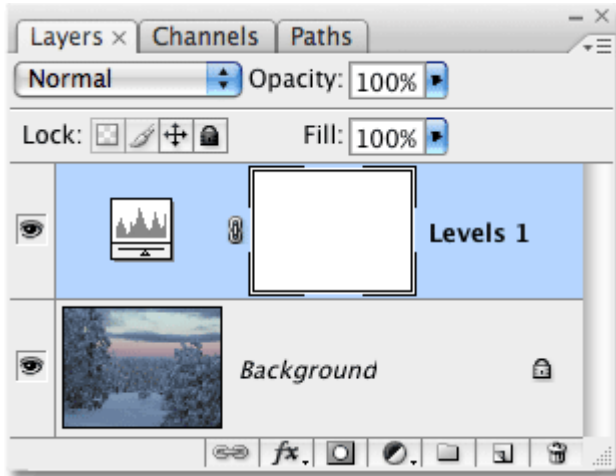 Layers × Channels Paths
Normal Opacity: 100%
Lock: Fill: 100%
Levels 1
Background
fx.